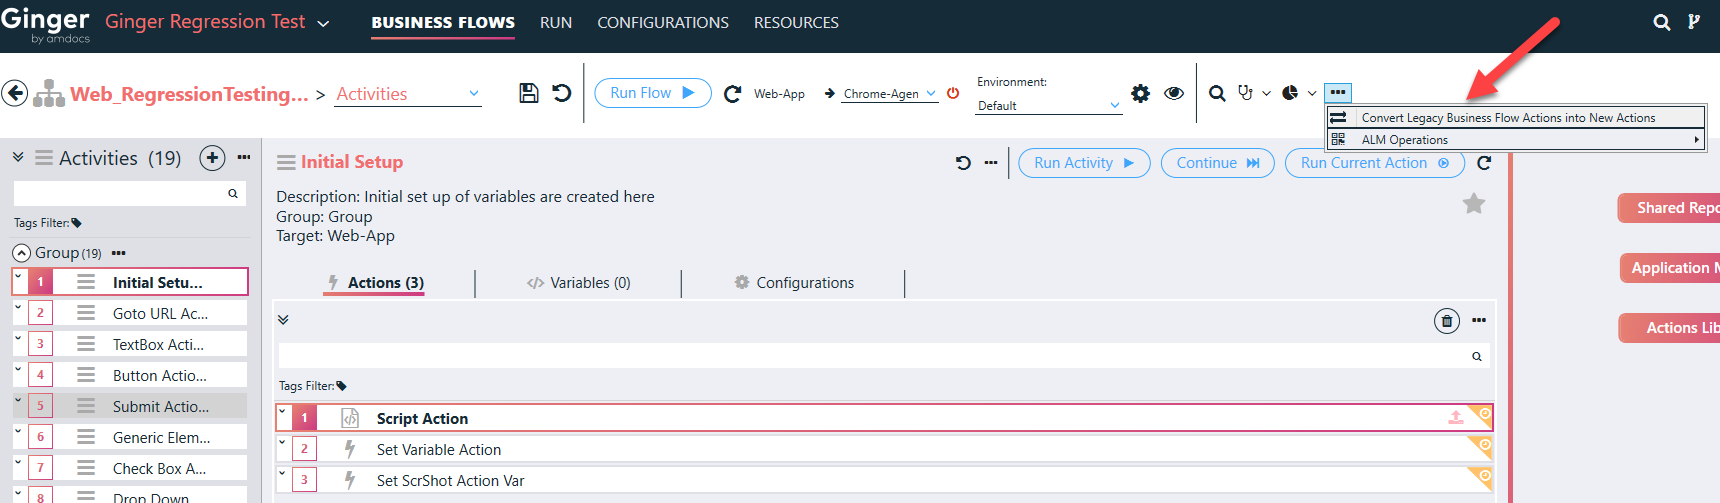 Ginger
by amdocs
Ginger Regression Test
BUSINESS FLOWS
RUN
CONFIGURATIONS
RESOURCES
Web_RegressionTesting... > Activities
Run Flow
Web-App
Chrome-Agen
Environment:
Default
Convert Legacy Business Flow Actions into New Actions
ALM Operations
Activities (19)
Tags Filter:
Group (19)
1 Initial Setu...
2 Goto URL Ac...
3 TextBox Acti...
4 Button Actio...
5 Submit Actio...
6 Generic Elem...
7 Check Box A...
8 Drop Down
Initial Setup
Run Activity
Continue
Run Current Action
Description: Initial set up of variables are created here
Group: Group
Target: Web-App
Actions (3)
Variables (0)
Configurations
Tags Filter:
1 Script Action
2 Set Variable Action
3 Set ScrShot Action Var
Shared Repo
Application M
Actions Lib